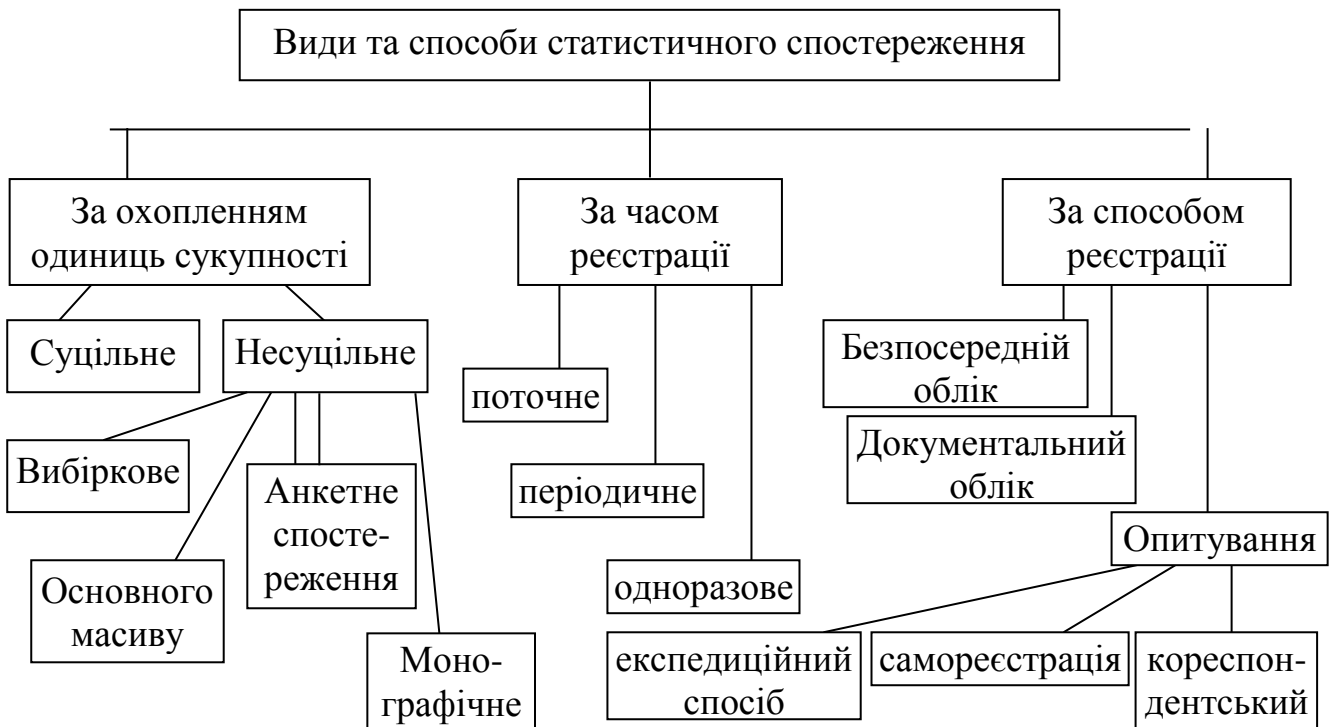 Види та способи статистичного спостереження
За охопленням
одиниць сукупності
За часом
реєстрації
За способом
реєстрації
Суцільне
Несуцільне
Безпосередній
облік
поточне
Документальний
облік
Вибіркове
Анкетне
спосте-
реження
періодичне
Опитування
Основного
масиву
одноразове
Моно-
графічне
експедиційний
спосіб
самореєстрація
кореспон-
дентський